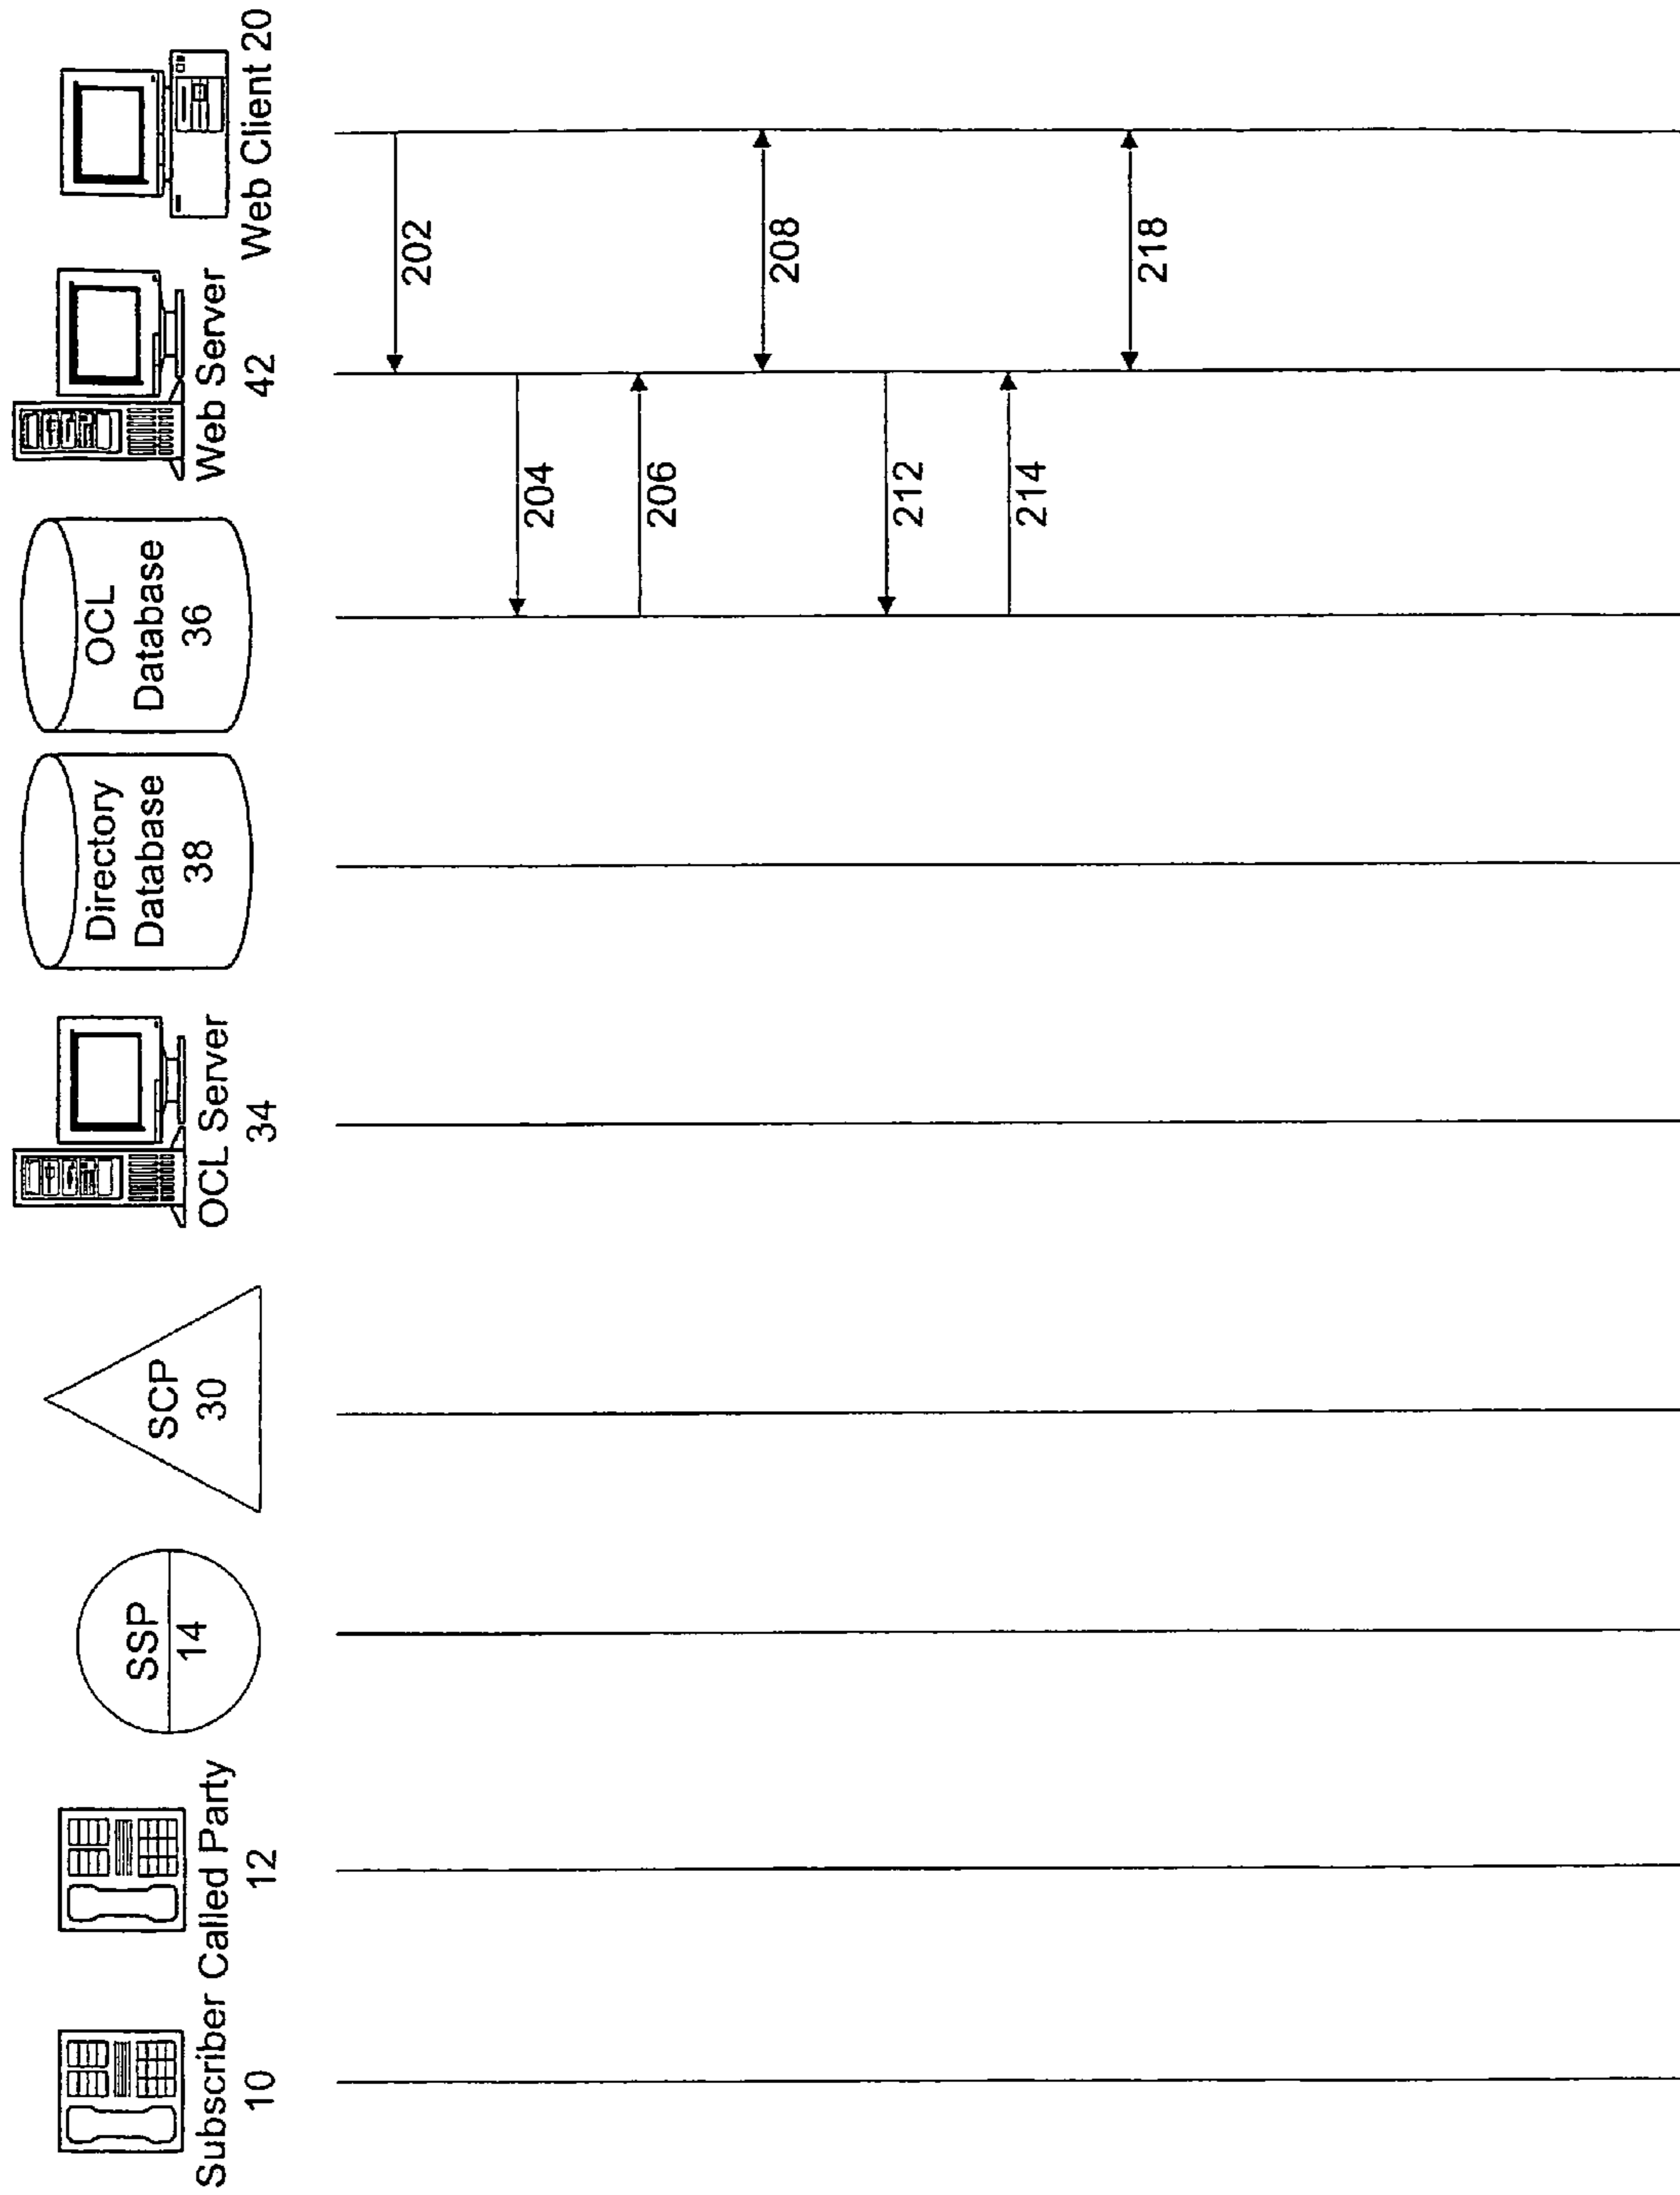 Subscriber
10
Called Party
12
SSP
14
SCP
30
OCL Server
34
Directory
Database
38
OCL
Database
36
Web Server
42
Web Client 20
202
204
206
208
212
214
218